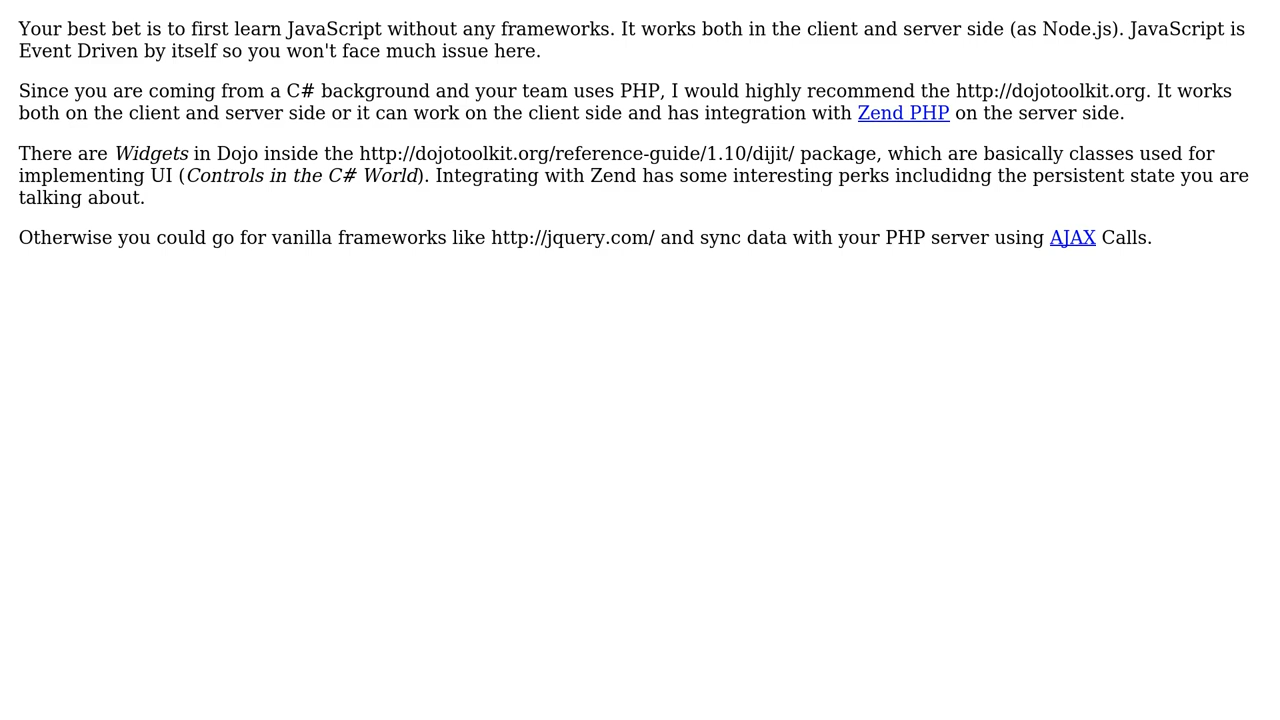 Your best bet is to first learn JavaScript without any frameworks. It works both in the client and server side (as Node.js). JavaScript is
Event Driven by itself so you won't face much issue here.
Since you are coming from a C# background and your team uses PHP, I would highly recommend the http://dojotoolkit.org. It works
both on the client and server side or it can work on the client side and has integration with Zend PHP on the server side.
There are Widgets in Dojo inside the http://dojotoolkit.org/reference-guide/1.10/dijit/ package, which are basically classes used for
implementing UI (Controls in the C# World). Integrating with Zend has some interesting perks includidng the persistent state you are
talking about.
Otherwise you could go for vanilla frameworks like http://jquery.com/ and sync data with your PHP server using AJAX Calls.